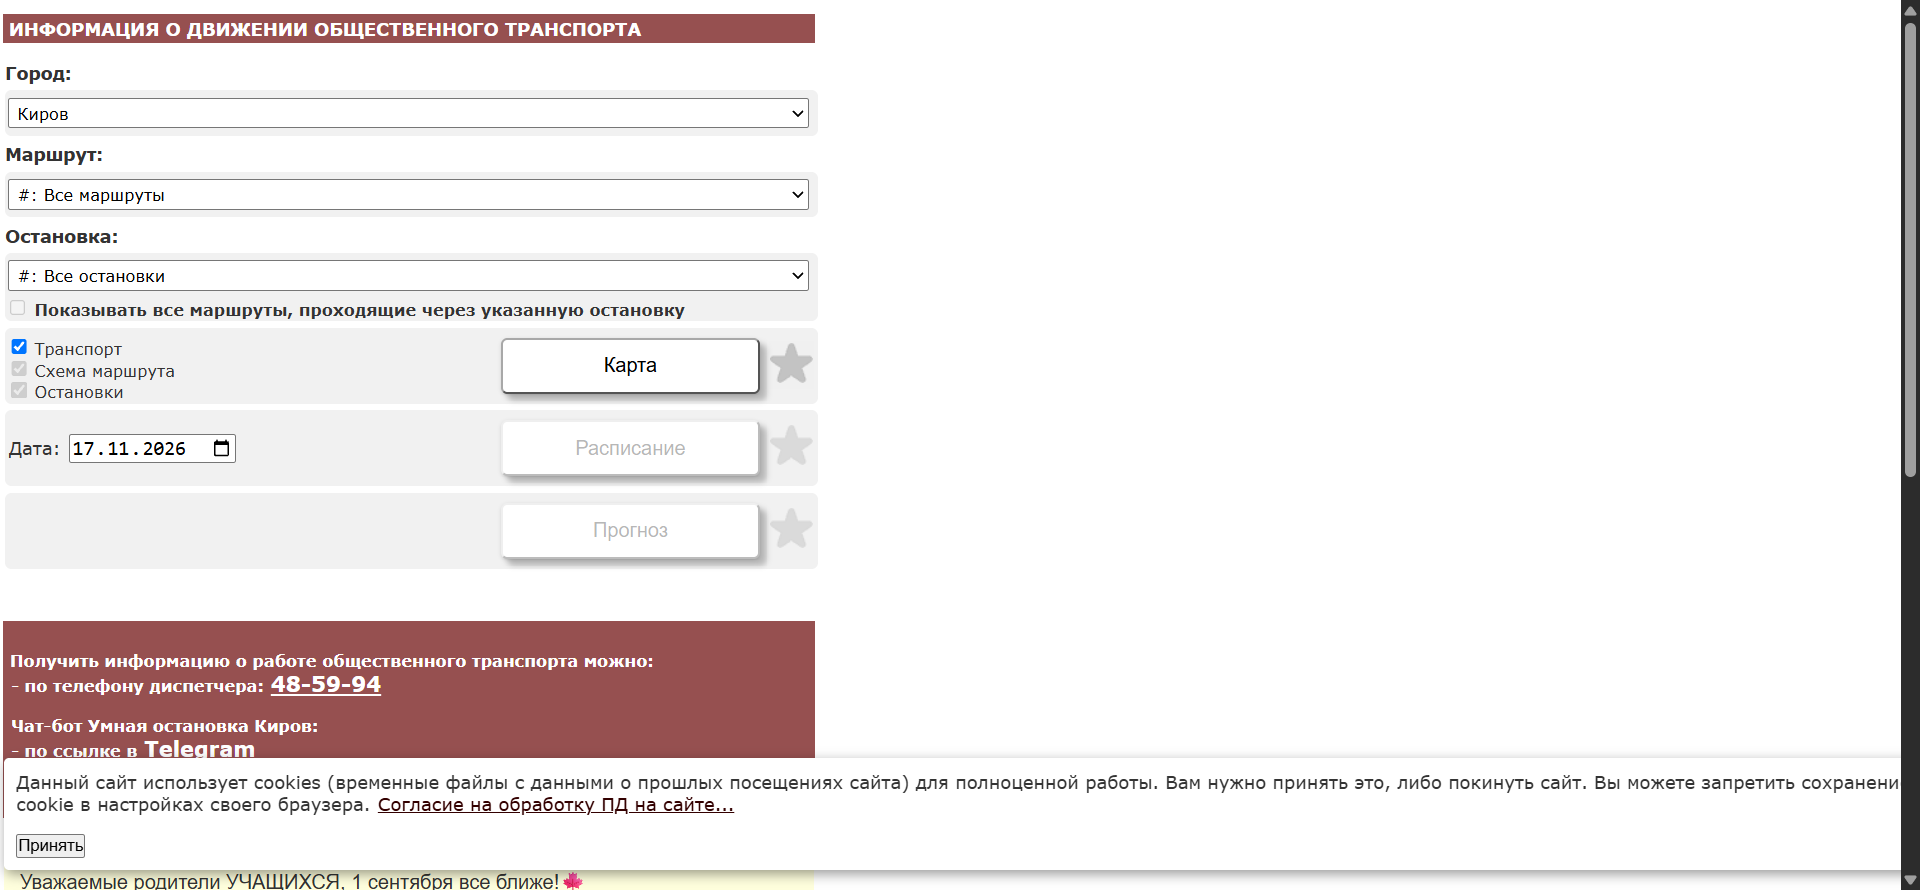 ИНФОРМАЦИЯ О ДВИЖЕНИИ ОБЩЕСТВЕННОГО ТРАНСПОРТА
Город:
Киров
Маршрут:
#: Все маршруты
Остановка:
#: Все остановки
Показывать все маршруты, проходящие через указанную остановку
Транспорт
Схема маршрута
Остановки
Карта
Дата: 17.11.2026
Расписание
Прогноз
Получить информацию о работе общественного транспорта можно:
- по телефону диспетчера: 48-59-94
Чат-бот Умная остановка Киров:
- по ссылке в Telegram
Данный сайт использует cookies (временные файлы с данными о прошлых посещениях сайта) для полноценной работы. Вам нужно принять это, либо покинуть сайт. Вы можете запретить сохранени
cookie в настройках своего браузера. Согласие на обработку ПД на сайте...
Принять
Уважаемые родители УЧАЩИХСЯ, 1 сентября все ближе!